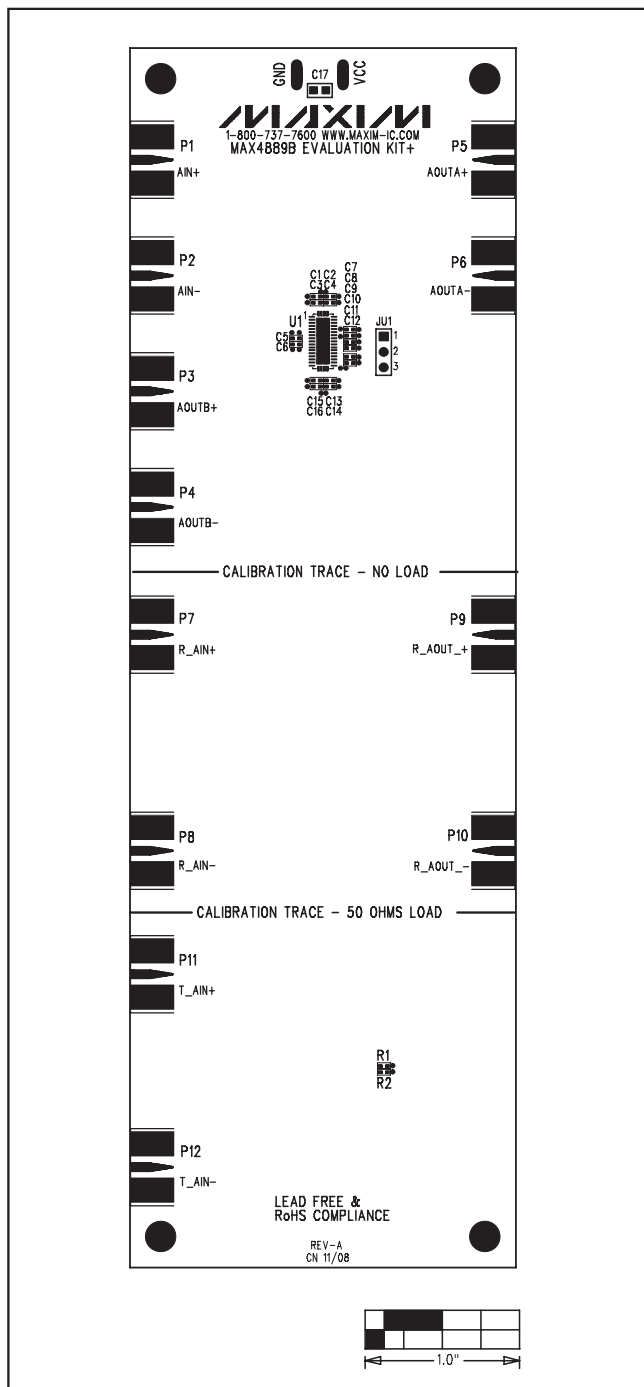 GND
C17
VCC
MAXIM
1-800-737-7600 WWW.MAXIM-IC.COM
MAX4889B EVALUATION KIT+
P1
AIN+
P5
AOUTA+
P2
AIN-
P6
AOUTA-
C1 C2
C3 C4
C7
C8
C9
C10
C11
C12
U1
1
C5
C6
JU1
1
2
3
C15 C13
C16 C14
P3
AOUTB+
P4
AOUTB-
CALIBRATION TRACE - NO LOAD
P7
R_AIN+
P9
R_AOUT_+
P8
R_AIN-
P10
R_AOUT_-
CALIBRATION TRACE - 50 OHMS LOAD
P11
T_AIN+
R1
R2
P12
T_AIN-
LEAD FREE &
RoHS COMPLIANCE
REV-A
CN 11/08
1.0"